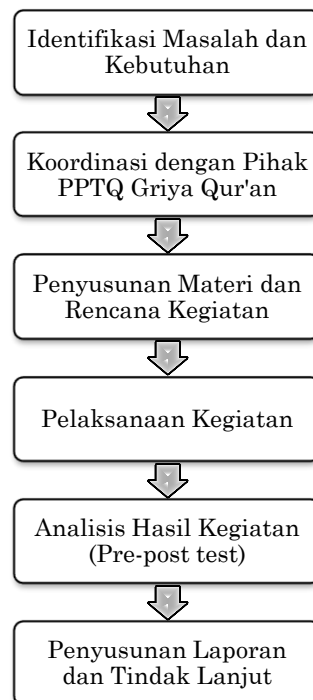 Identifikasi Masalah dan
Kebutuhan
Koordinasi dengan Pihak
PPTQ Griya Qur'an
Penyusunan Materi dan
Rencana Kegiatan
Pelaksanaan Kegiatan
Analisis Hasil Kegiatan
(Pre-post test)
Penyusunan Laporan
dan Tindak Lanjut